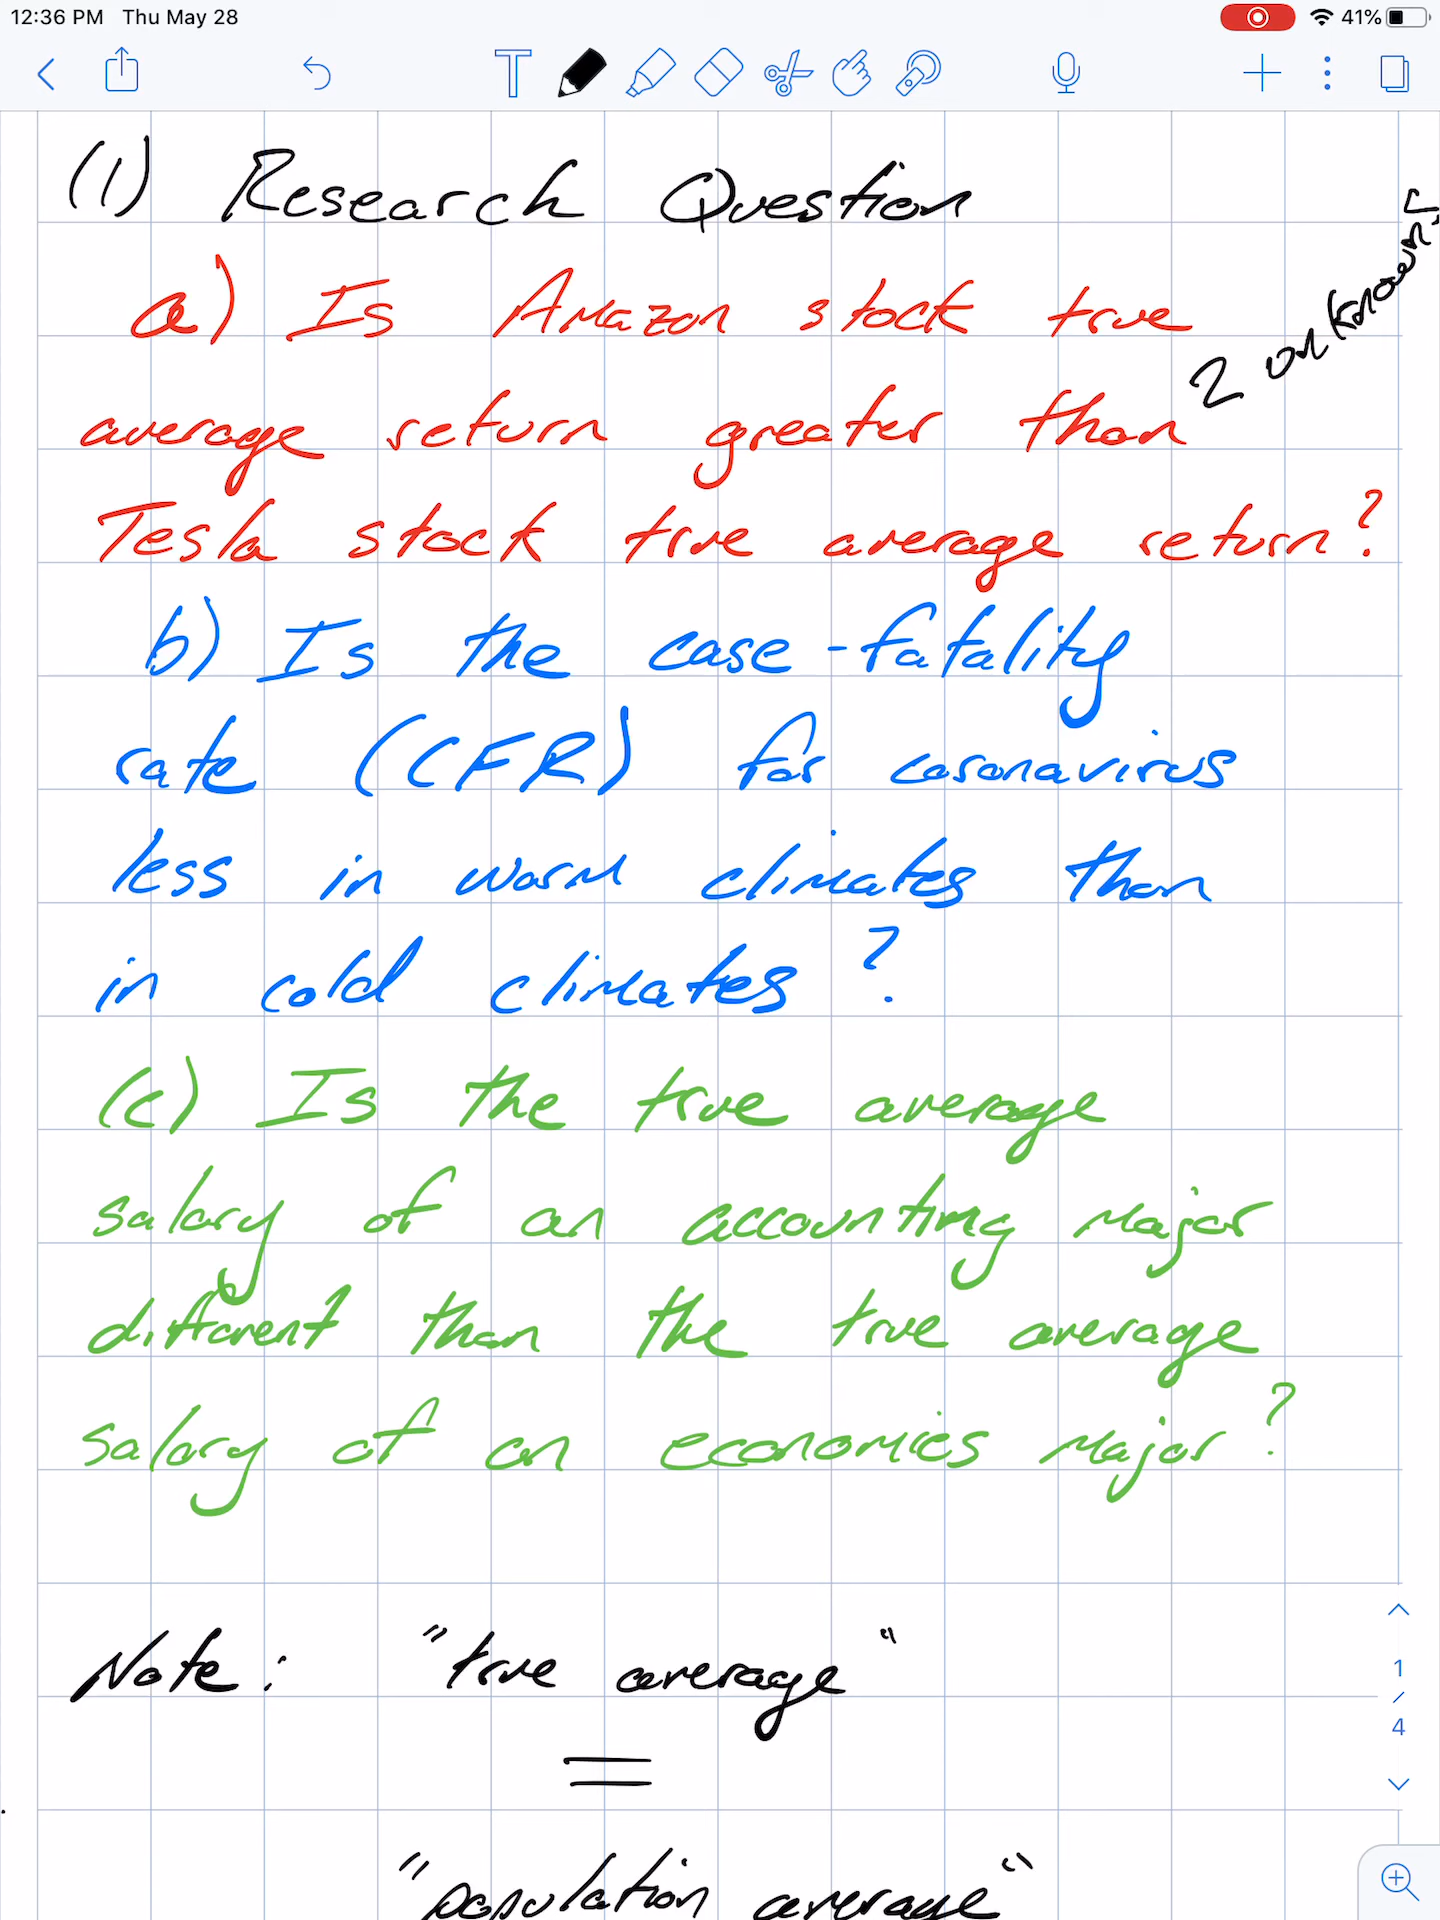 12:36 PM Thu May 28
41%
T
(1) Research Question
a) Is Amazon stock true
2 unknowns
average return greater than
Tesla stock true average return?
b) Is the case-fatality
rate (CFR) for coronavirus
less in warm climates than
in cold climates?
(c) Is the true average
salary of an accounting major
different than the true average
salary of an economics major?
Note: "true average"
=
"population average"
1
/
4